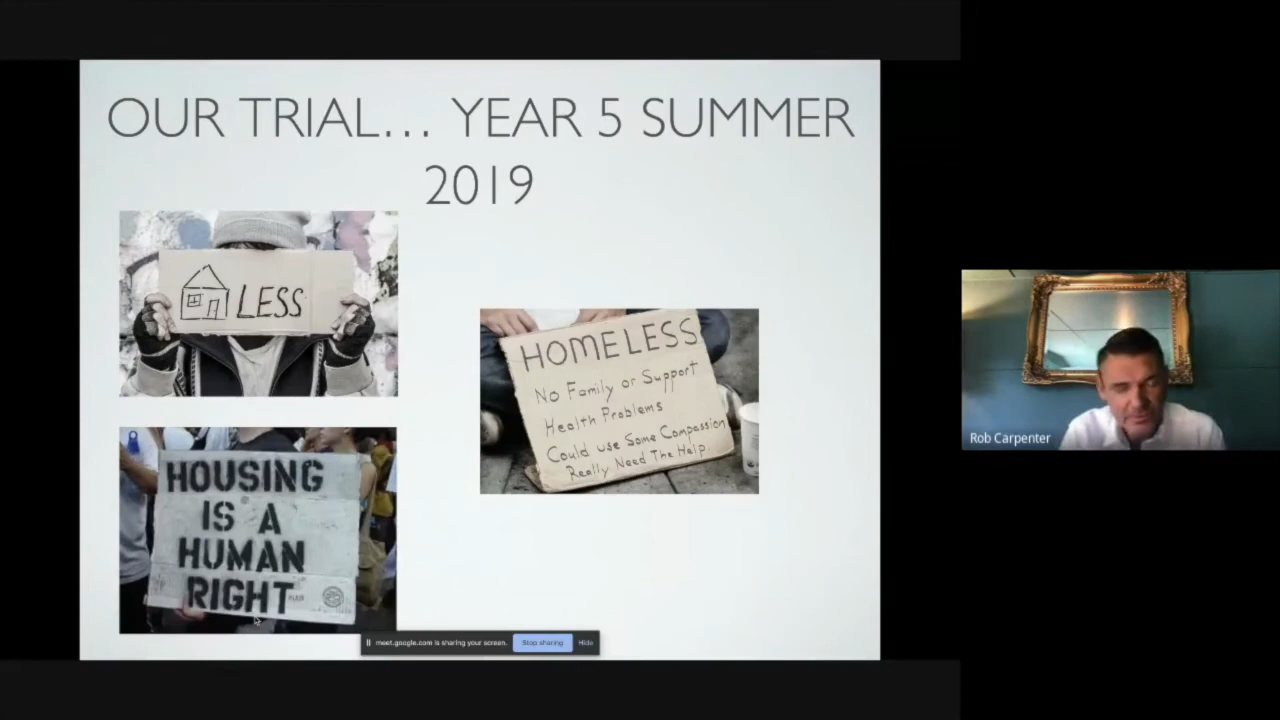 OUR TRIAL… YEAR 5 SUMMER
2019
LESS
HOMELESS
No Family or Support
Health Problems
Could use Some Compassion
Really Need The Help
HOUSING
IS A
HUMAN
RIGHT
meet.google.com is sharing your screen.
Stop sharing
Hide
Rob Carpenter